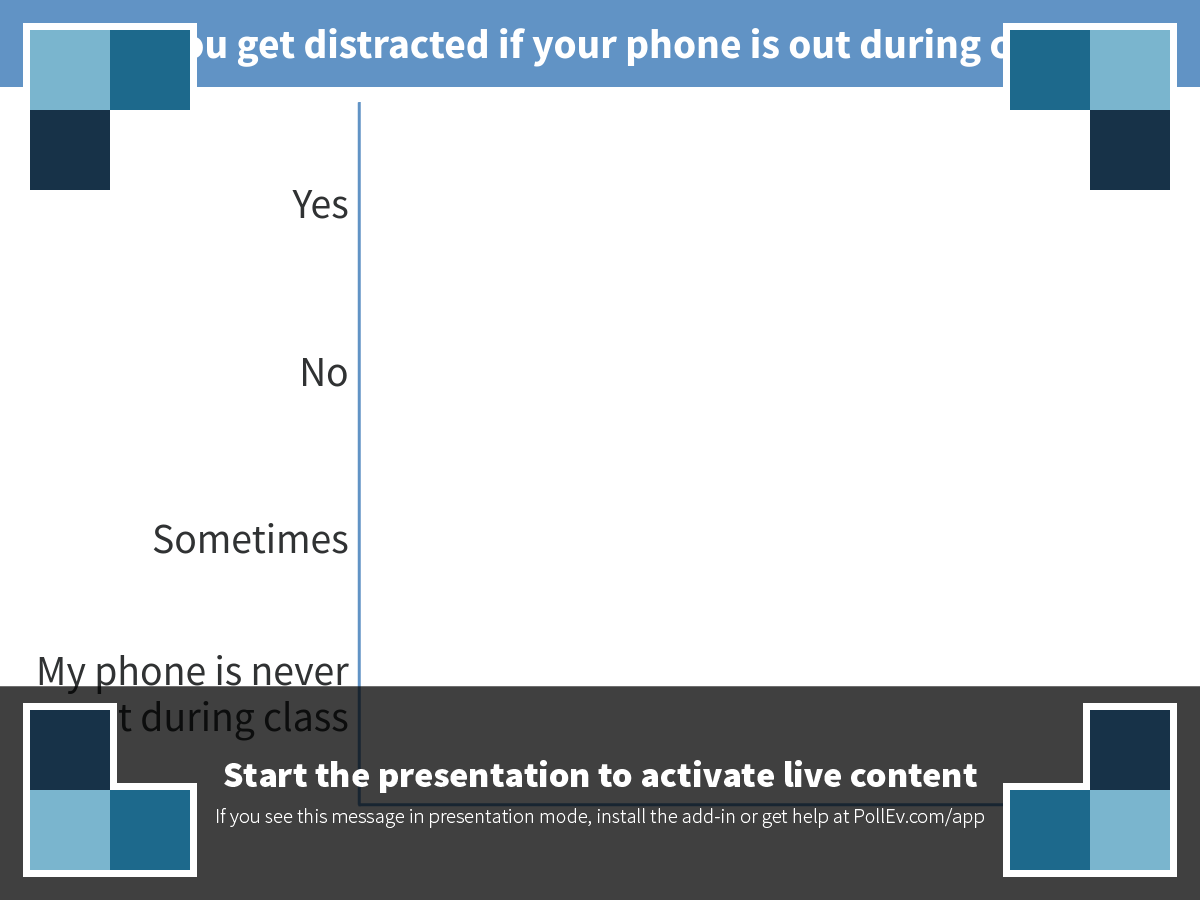 you get distracted if your phone is out during
Yes
No
Sometimes
My phone is never
during class
Start the presentation to activate live content
If you see this message in presentation mode, install the add-in or get help at PollEv.com/app